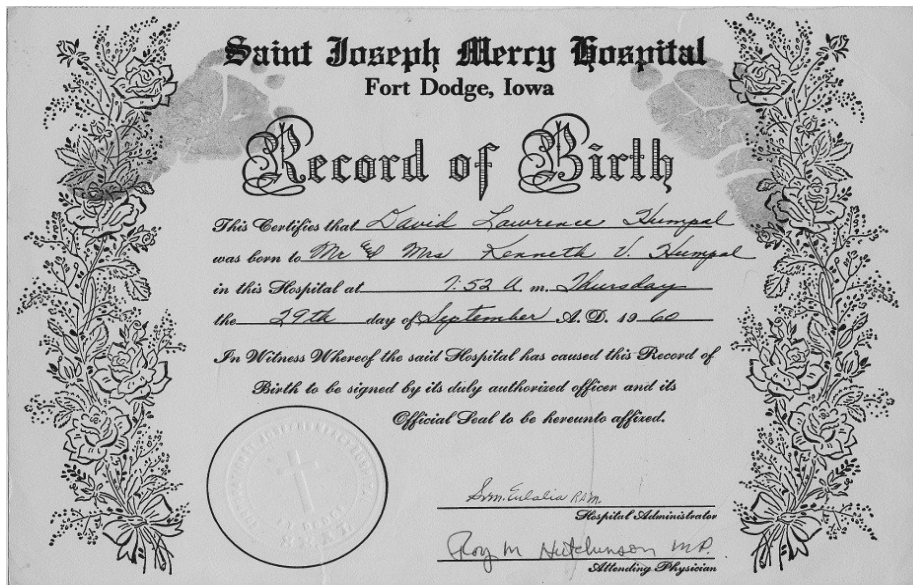 Saint Joseph Mercy Hospital
Fort Dodge, Iowa
Record of Birth
This Certifies that David Lawrence Humpal
was born to Mr & Mrs Kenneth V. Humpal
in this Hospital at 7:52 A. m. Thursday
the 29th day of September A. D. 19 60
In Witness Whereof the said Hospital has caused this Record of
Birth to be signed by its duly authorized officer and its
Official Seal to be hereunto affixed.
Eulalia RSM
Hospital Administrator
Roy M Hutchinson M.D.
Attending Physician